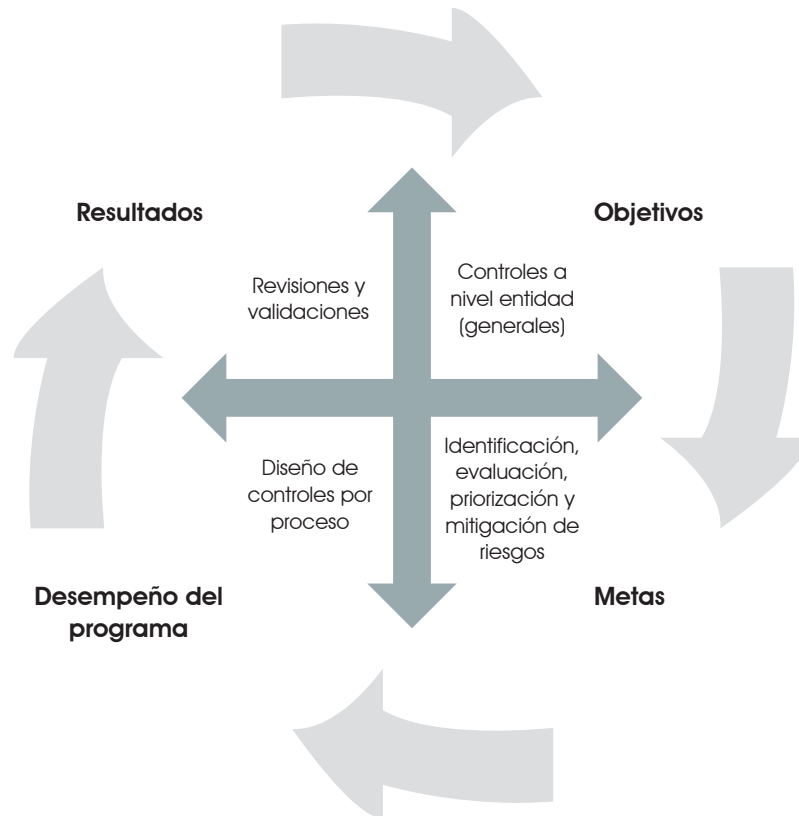 Resultados
Objetivos
Revisiones y
validaciones
Controles a
nivel entidad
(generales)
Diseño de
controles por
proceso
Identificación,
evaluación,
priorización y
mitigación de
riesgos
Desempeño del
programa
Metas